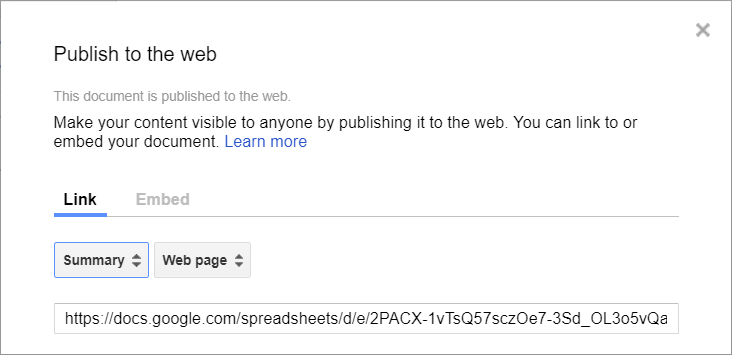 Publish to the web
This document is published to the web.
Make your content visible to anyone by publishing it to the web. You can link to or
embed your document. Learn more
Link Embed
Summary Web page
https://docs.google.com/spreadsheets/d/e/2PACX-1vTsQ57sczOe7-3Sd_OL3o5vQa